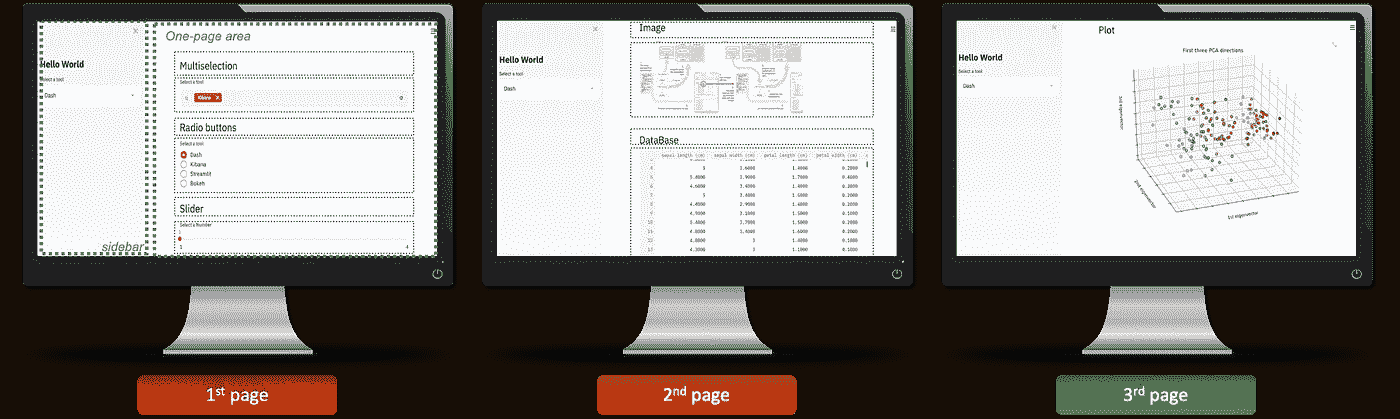 One-page area
Hello World
Select a tool
Dash
sidebar
Multiselection
Select a tool
Kibana
Radio buttons
Select a tool
Dash
Kibana
Streamlit
Bokeh
Slider
Select a number
1
1
4
1st page
Hello World
Select a tool
Dash
Image
DataBase
sepal length (cm) sepal width (cm) petal length (cm) petal width (cm)
4 5 3.6000 1.4000 0.2000
5 5.4000 3.9000 1.7000 0.4000
6 4.6000 3.4000 1.4000 0.3000
7 5 3.4000 1.5000 0.2000
8 4.4000 2.9000 1.4000 0.2000
9 4.9000 3.1000 1.5000 0.1000
10 5.4000 3.7000 1.5000 0.2000
11 4.8000 3.4000 1.6000 0.2000
12 4.8000 3 1.4000 0.1000
13 4.3000 3 1.1000 0.1000
2nd page
Hello World
Select a tool
Dash
Plot
First three PCA directions
3rd eigenvector
2nd eigenvector
1st eigenvector
3rd page